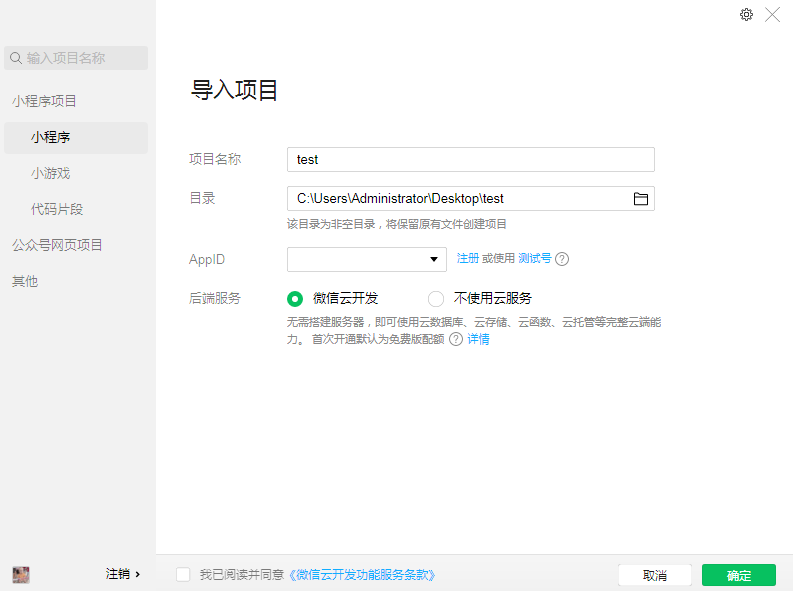 输入项目名称
小程序项目
小程序
小游戏
代码片段
公众号网页项目
其他
注销
导入项目
项目名称 test
目录 C:\Users\Administrator\Desktop\test
该目录为非空目录，将保留原有文件创建项目
AppID 注册 或使用 测试号 ?
后端服务 微信云开发 不使用云服务
无需搭建服务器，即可使用云数据库、云存储、云函数、云托管等完整云端能
力。 首次开通默认为免费版配额 ? 详情
我已阅读并同意《微信云开发功能服务条款》 取消 确定